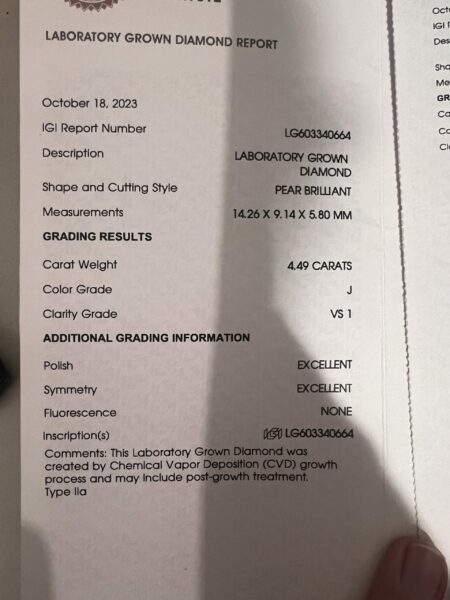 LABORATORY GROWN DIAMOND REPORT
October 18, 2023
IGI Report Number LG603340664
Description LABORATORY GROWN
DIAMOND
Shape and Cutting Style PEAR BRILLIANT
Measurements 14.26 X 9.14 X 5.80 MM
GRADING RESULTS
Carat Weight 4.49 CARATS
Color Grade J
Clarity Grade VS 1
ADDITIONAL GRADING INFORMATION
Polish EXCELLENT
Symmetry EXCELLENT
Fluorescence NONE
Inscription(s) IGI LG603340664
Comments: This Laboratory Grown Diamond was
created by Chemical Vapor Deposition (CVD) growth
process and may include post-growth treatment.
Type IIa
IGI
GR